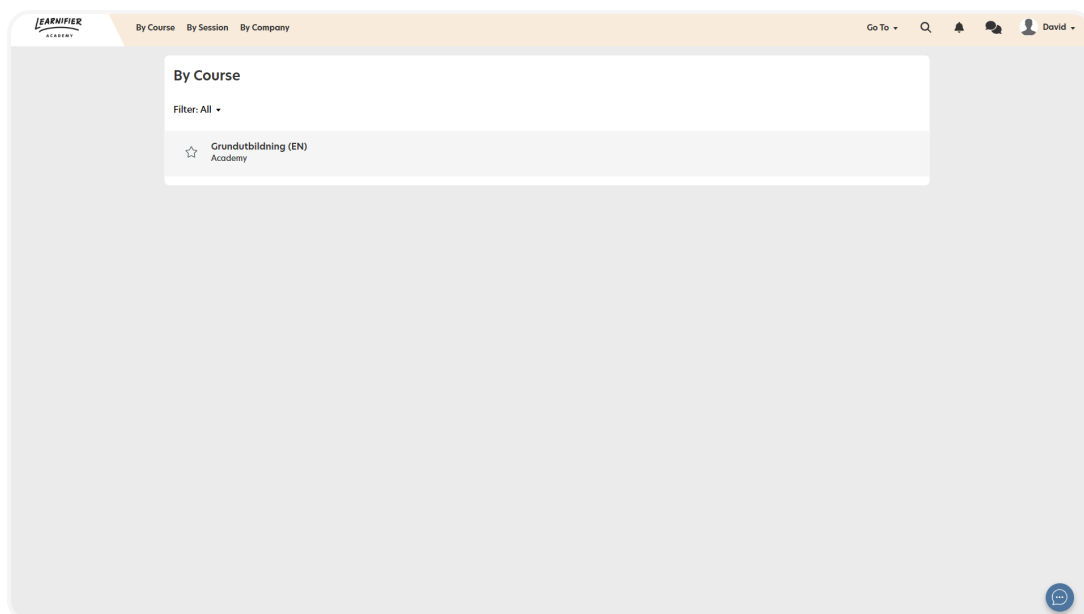 LEARNIFIER
ACADEMY
By Course By Session By Company
Go To
David
By Course
Filter: All
Grundutbildning (EN)
Academy